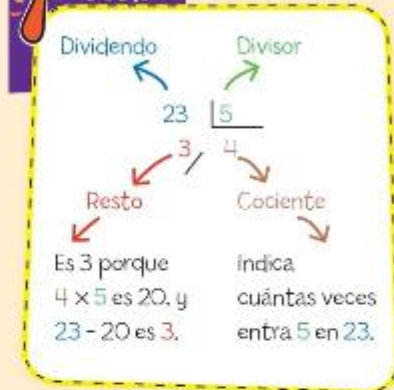 Dividendo Divisor
23 5
3 4
Resto Cociente
Es 3 porque
4 x 5 es 20, y
23 - 20 es 3.
indica
cuántas veces
entra 5 en 23.